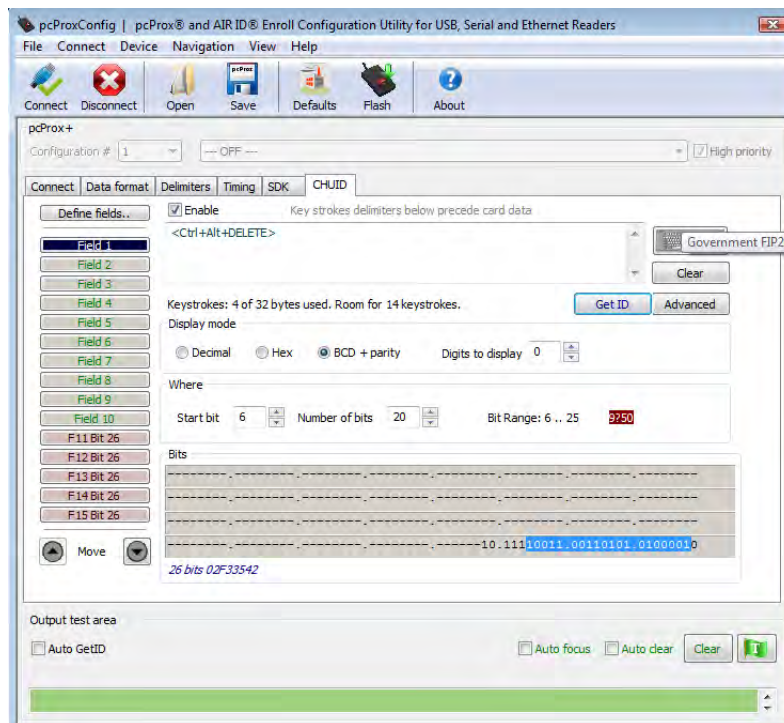 pcProxConfig | pcProx® and AIR ID® Enroll Configuration Utility for USB, Serial and Ethernet Readers
File Connect Device Navigation View Help
pcProx
Connect Disconnect Open Save Defaults Flash About
pcProx+
Configuration # 1 --- OFF --- High priority
Connect Data format Delimiters Timing SDK CHUID
Define fields.. Enable Key strokes delimiters below precede card data
<Ctrl+Alt+DELETE>
Field 1 Government FIP2
Field 2
Field 3 Clear
Field 4 Keystrokes: 4 of 32 bytes used. Room for 14 keystrokes. Get ID Advanced
Field 5 Display mode
Field 6
Field 7 Decimal Hex BCD + parity Digits to display 0
Field 8
Field 9 Where
Field 10 Start bit 6 Number of bits 20 Bit Range: 6 .. 25 9?50
F11 Bit 26
F12 Bit 26 Bits
F13 Bit 26 --------.--------.--------.--------.--------.--------.--------.--------
F14 Bit 26 --------.--------.--------.--------.--------.--------.--------.--------
F15 Bit 26 --------.--------.--------.--------.--------.--------.--------.--------
Move --------.--------.--------.--------.------10.11110011.00110101.01000010
26 bits 02F33542
Output test area
Auto GetID Auto focus Auto clear Clear